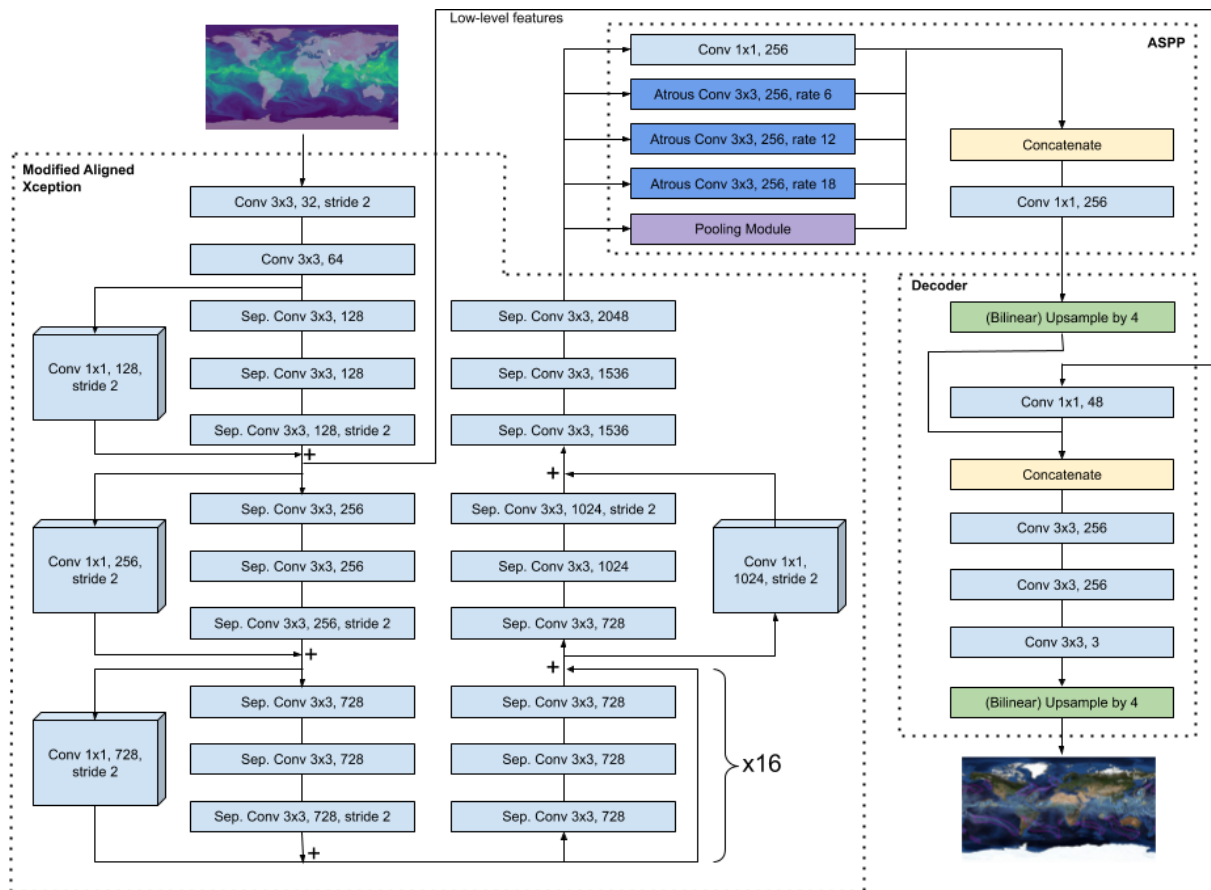 Low-level features
Modified Aligned
Xception
Conv 3x3, 32, stride 2
Conv 3x3, 64
Sep. Conv 3x3, 128
Sep. Conv 3x3, 128
Sep. Conv 3x3, 128, stride 2
Conv 1x1, 128,
stride 2
+
Sep. Conv 3x3, 256
Sep. Conv 3x3, 256
Sep. Conv 3x3, 256, stride 2
Conv 1x1, 256,
stride 2
+
Sep. Conv 3x3, 728
Sep. Conv 3x3, 728
Sep. Conv 3x3, 728, stride 2
Conv 1x1, 728,
stride 2
+
Sep. Conv 3x3, 2048
Sep. Conv 3x3, 1536
Sep. Conv 3x3, 1536
+
Sep. Conv 3x3, 1024, stride 2
Sep. Conv 3x3, 1024
Sep. Conv 3x3, 728
Conv 1x1,
1024, stride 2
+
Sep. Conv 3x3, 728
Sep. Conv 3x3, 728
Sep. Conv 3x3, 728
x16
ASPP
Conv 1x1, 256
Atrous Conv 3x3, 256, rate 6
Atrous Conv 3x3, 256, rate 12
Atrous Conv 3x3, 256, rate 18
Pooling Module
Concatenate
Conv 1x1, 256
Decoder
(Bilinear) Upsample by 4
Conv 1x1, 48
Concatenate
Conv 3x3, 256
Conv 3x3, 256
Conv 3x3, 3
(Bilinear) Upsample by 4